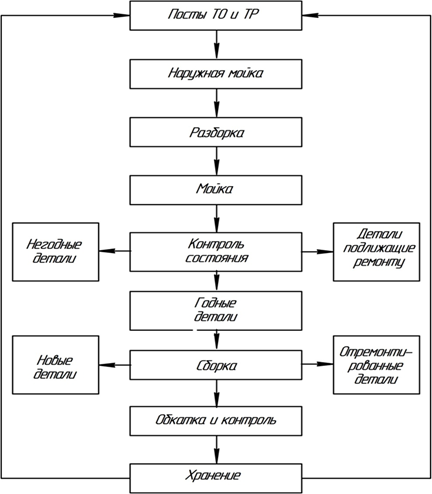 Посты ТО и ТР
Наружная мойка
Разборка
Мойка
Негодные
детали
Контроль
состояния
Детали
подлижащие
ремонту
Годные
детали
Новые
детали
Сборка
Отремонти-
рованные
детали
Обкатка и контроль
Хранение